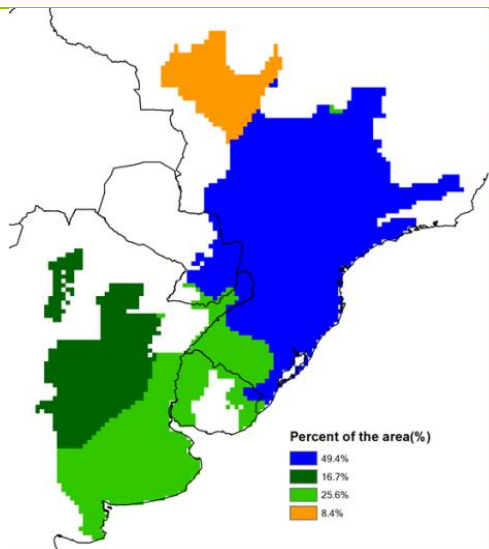 Percent of the area(%)
49.4%
16.7%
25.6%
8.4%